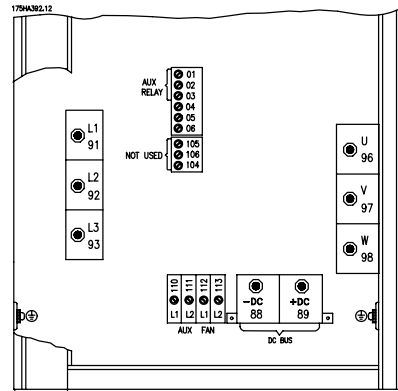 175HA392.12
AUX
RELAY
01
02
03
04
05
06
NOT USED
105
106
104
L1
91
L2
92
L3
93
U
96
V
97
W
98
110
111
112
113
L1
L2
L1
L2
AUX FAN
-DC
88
+DC
89
DC BUS